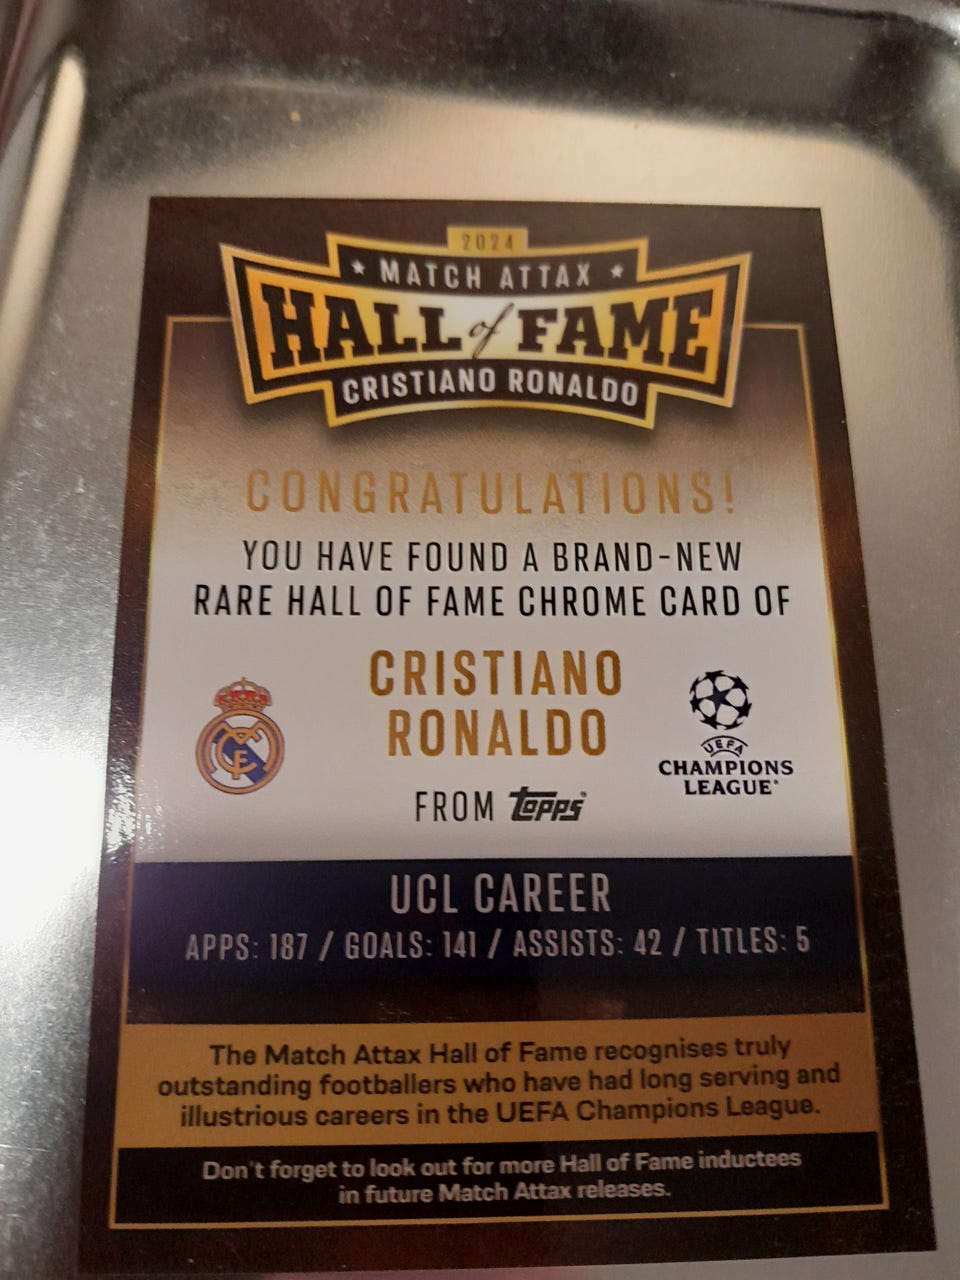 2024
MATCH ATTAX
HALL of FAME
CRISTIANO RONALDO
CONGRATULATIONS!
YOU HAVE FOUND A BRAND-NEW
RARE HALL OF FAME CHROME CARD OF
CRISTIANO
RONALDO
UEFA
CHAMPIONS
LEAGUE®
FROM topps®
UCL CAREER
APPS: 187 / GOALS: 141 / ASSISTS: 42 / TITLES: 5
The Match Attax Hall of Fame recognises truly
outstanding footballers who have had long serving and
illustrious careers in the UEFA Champions League.
Don't forget to look out for more Hall of Fame inductees
in future Match Attax releases.